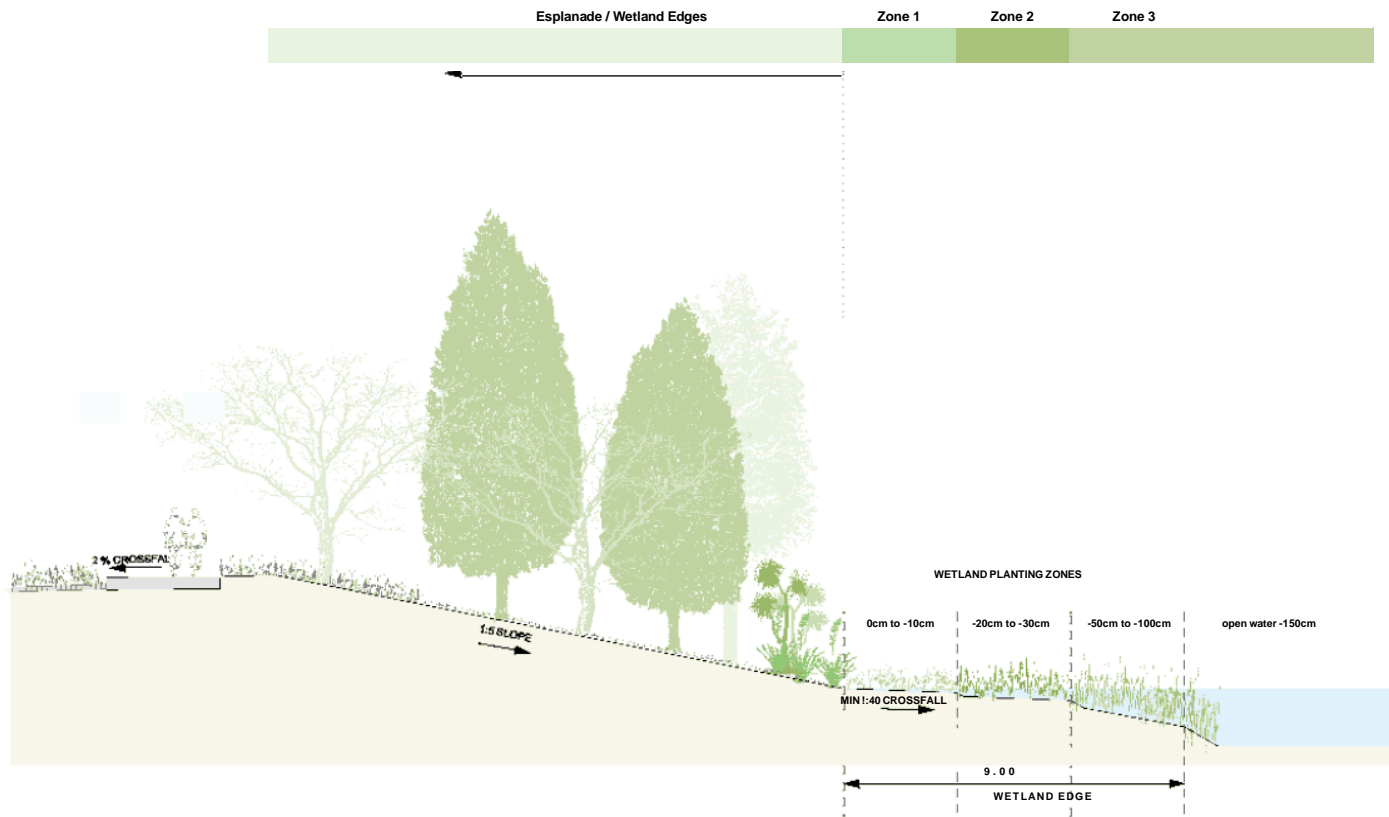 Esplanade / Wetland Edges Zone 1 Zone 2 Zone 3
2 % CROSSFAL
1:5 SLOPE
WETLAND PLANTING ZONES
0cm to -10cm -20cm to -30cm -50cm to -100cm open water -150cm
MIN !:40 CROSSFALL
9.00
WETLAND EDGE